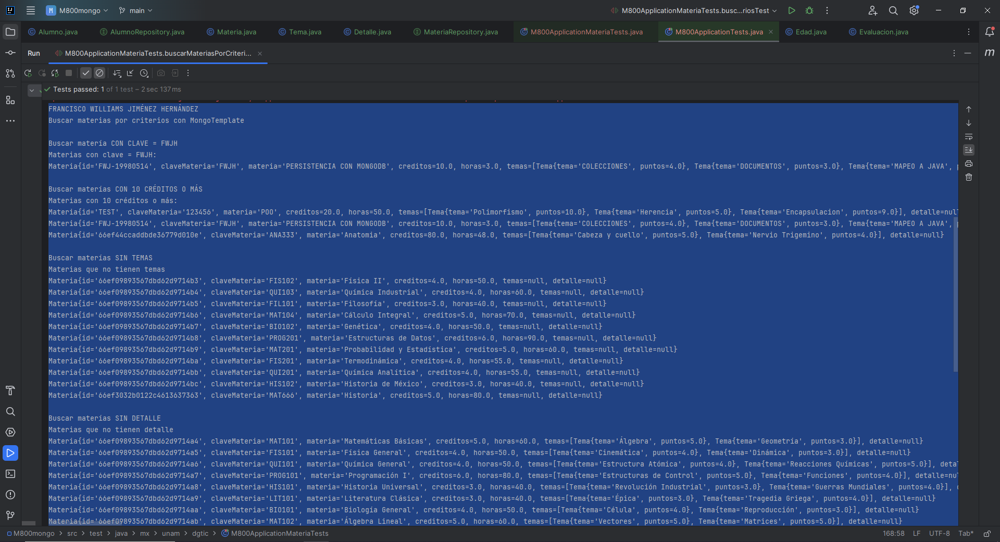 M M800mongo main M800ApplicationMateriaTests.busc...riosTest
Alumno.java AlumnoRepository.java Materia.java Tema.java Detalle.java MateriaRepository.java M800ApplicationMateriaTests.java M800ApplicationTests.java Edad.java Evaluacion.java
Run M800ApplicationMateriaTests.buscarMateriasPorCriteri...
Tests passed: 1 of 1 test – 2 sec 137 ms
FRANCISCO WILLIAMS JIMÉNEZ HERNÁNDEZ
Buscar materias por criterios con MongoTemplate
Buscar matería CON CLAVE = FWJH
Materias con clave = FWJH:
Materia{id='FWJ-19980514', claveMateria='FWJH', materia='PERSISTENCIA CON MONGODB', creditos=10.0, horas=3.0, temas=[Tema{tema='COLECCIONES', puntos=4.0}, Tema{tema='DOCUMENTOS', puntos=3.0}, Tema{tema='MAPEO A JAVA',
Buscar materías CON 10 CRÉDITOS O MÁS
Materias con 10 créditos o más:
Materia{id='TEST', claveMateria='123456', materia='POO', creditos=20.0, horas=50.0, temas=[Tema{tema='Polimorfismo', puntos=10.0}, Tema{tema='Herencia', puntos=5.0}, Tema{tema='Encapsulacion', puntos=9.0}], detalle=nul
Materia{id='FWJ-19980514', claveMateria='FWJH', materia='PERSISTENCIA CON MONGODB', creditos=10.0, horas=3.0, temas=[Tema{tema='COLECCIONES', puntos=4.0}, Tema{tema='DOCUMENTOS', puntos=3.0}, Tema{tema='MAPEO A JAVA',
Materia{id='66ef44ccaddbde36779d010e', claveMateria='ANA333', materia='Anatomia', creditos=80.0, horas=48.0, temas=[Tema{tema='Cabeza y cuello', puntos=5.0}, Tema{tema='Nervio Trigemino', puntos=4.0}], detalle=null}
Buscar materías SIN TEMAS
Materias que no tienen temas
Materia{id='66ef09893567dbd62d9714b3', claveMateria='FIS102', materia='Física II', creditos=4.0, horas=50.0, temas=null, detalle=null}
Materia{id='66ef09893567dbd62d9714b4', claveMateria='QUI103', materia='Química Industrial', creditos=4.0, horas=60.0, temas=null, detalle=null}
Materia{id='66ef09893567dbd62d9714b5', claveMateria='FIL101', materia='Filosofía', creditos=3.0, horas=40.0, temas=null, detalle=null}
Materia{id='66ef09893567dbd62d9714b6', claveMateria='MAT104', materia='Cálculo Integral', creditos=5.0, horas=70.0, temas=null, detalle=null}
Materia{id='66ef09893567dbd62d9714b7', claveMateria='BIO102', materia='Genética', creditos=4.0, horas=50.0, temas=null, detalle=null}
Materia{id='66ef09893567dbd62d9714b8', claveMateria='PROG201', materia='Estructuras de Datos', creditos=6.0, horas=90.0, temas=null, detalle=null}
Materia{id='66ef09893567dbd62d9714b9', claveMateria='MAT201', materia='Probabilidad y Estadística', creditos=5.0, horas=60.0, temas=null, detalle=null}
Materia{id='66ef09893567dbd62d9714ba', claveMateria='FIS201', materia='Termodinámica', creditos=4.0, horas=55.0, temas=null, detalle=null}
Materia{id='66ef09893567dbd62d9714bb', claveMateria='QUI201', materia='Química Analítica', creditos=4.0, horas=55.0, temas=null, detalle=null}
Materia{id='66ef09893567dbd62d9714bc', claveMateria='HIS102', materia='Historia de México', creditos=3.0, horas=40.0, temas=null, detalle=null}
Materia{id='66ef3032b0122c4613637363', claveMateria='MAT666', materia='Historia', creditos=5.0, horas=80.0, temas=null, detalle=null}
Buscar materías SIN DETALLE
Materias que no tienen detalle
Materia{id='66ef09893567dbd62d9714a4', claveMateria='MAT101', materia='Matemáticas Básicas', creditos=5.0, horas=60.0, temas=[Tema{tema='Álgebra', puntos=5.0}, Tema{tema='Geometría', puntos=3.0}], detalle=null}
Materia{id='66ef09893567dbd62d9714a5', claveMateria='FIS101', materia='Física General', creditos=4.0, horas=50.0, temas=[Tema{tema='Cinemática', puntos=4.0}, Tema{tema='Dinámica', puntos=3.0}], detalle=null}
Materia{id='66ef09893567dbd62d9714a6', claveMateria='QUI101', materia='Química General', creditos=4.0, horas=50.0, temas=[Tema{tema='Estructura Atómica', puntos=4.0}, Tema{tema='Reacciones Químicas', puntos=5.0}], deta
Materia{id='66ef09893567dbd62d9714a7', claveMateria='PROG101', materia='Programación I', creditos=6.0, horas=80.0, temas=[Tema{tema='Estructuras de Control', puntos=5.0}, Tema{tema='Funciones', puntos=4.0}], detalle=nu
Materia{id='66ef09893567dbd62d9714a8', claveMateria='HIS101', materia='Historia Universal', creditos=3.0, horas=40.0, temas=[Tema{tema='Revolución Industrial', puntos=3.0}, Tema{tema='Guerras Mundiales', puntos=4.0}],
Materia{id='66ef09893567dbd62d9714a9', claveMateria='LIT101', materia='Literatura Clásica', creditos=3.0, horas=40.0, temas=[Tema{tema='Épica', puntos=3.0}, Tema{tema='Tragedia Griega', puntos=4.0}], detalle=null}
Materia{id='66ef09893567dbd62d9714aa', claveMateria='BIO101', materia='Biología General', creditos=4.0, horas=50.0, temas=[Tema{tema='Célula', puntos=4.0}, Tema{tema='Reproducción', puntos=3.0}], detalle=null}
Materia{id='66ef09893567dbd62d9714ab', claveMateria='MAT102', materia='Álgebra Lineal', creditos=5.0, horas=60.0, temas=[Tema{tema='Vectores', puntos=5.0}, Tema{tema='Matrices', puntos=5.0}], detalle=null}
M800mongo > src > test > java > mx > unam > dgtic > M800ApplicationMateriaTests 168:58 LF UTF-8 Tab*